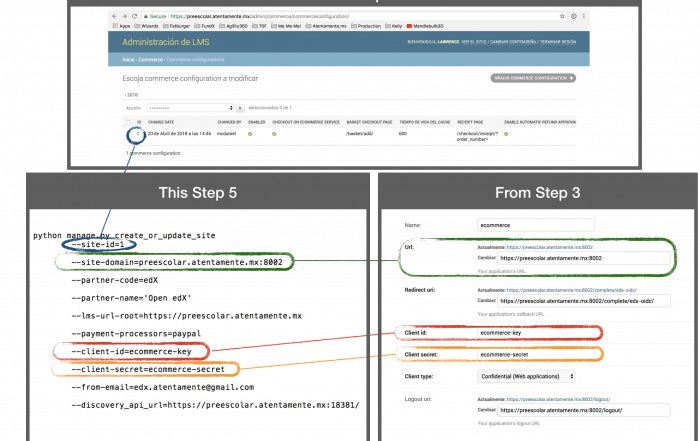 Secure https://preescolar.atentamente.mx/admin/commerce/commerceconfiguration/
Apps Wizards Fatburger FundX Agility360 70F Me Me Me! Atentamente.mx Production Kelly Mandelbulb3D
Administración de LMS
BIENVENIDO/A, LAWRENCE. VER EL SITIO / CAMBIAR CONTRASEÑA / TERMINAR SESIÓN
Inicio › Commerce › Commerce configurations
Escoja commerce configuration a modificar
AÑADIR COMMERCE CONFIGURATION +
‹ 2018
Acción: --------- Ir seleccionados 0 de 1
ID CHANGE DATE CHANGED BY ENABLED CHECKOUT ON ECOMMERCE SERVICE BASKET CHECKOUT PAGE TIEMPO DE VIDA DEL CACHE RECEIPT PAGE ENABLE AUTOMATIC REFUND APPROVAL
1 20 de Abril de 2018 a las 14:46 mcdaniel /basket/add/ 600 /checkout/receipt/?
order_number=
1 commerce configuration
This Step 5
python manage.py create_or_update_site
--site-id=1
--site-domain=preescolar.atentamente.mx:8002
--partner-code=edX
--partner-name='Open edX'
--lms-url-root=https://preescolar.atentamente.mx
--payment-processors=paypal
--client-id=ecommerce-key
--client-secret=ecommerce-secret
--from-email=edx.atentamente@gmail.com
--discovery_api_url=https://preescolar.atentamente.mx:18381/
From Step 3
Name: ecommerce
Url: Actualmente: https://preescolar.atentamente.mx:8002
Cambiar: https://preescolar.atentamente.mx:8002
Your application's URL.
Redirect uri: Actualmente: https://preescolar.atentamente.mx:8002/complete/edx-oidc/
Cambiar: https://preescolar.atentamente.mx:8002/complete/edx-oidc/
Your application's callback URL
Client id: ecommerce-key
Client secret: ecommerce-secret
Client type: Confidential (Web applications)
Logout uri: Actualmente: https://preescolar.atentamente.mx:8002/logout/
Cambiar: https://preescolar.atentamente.mx:8002/logout/
Your application's logout URL